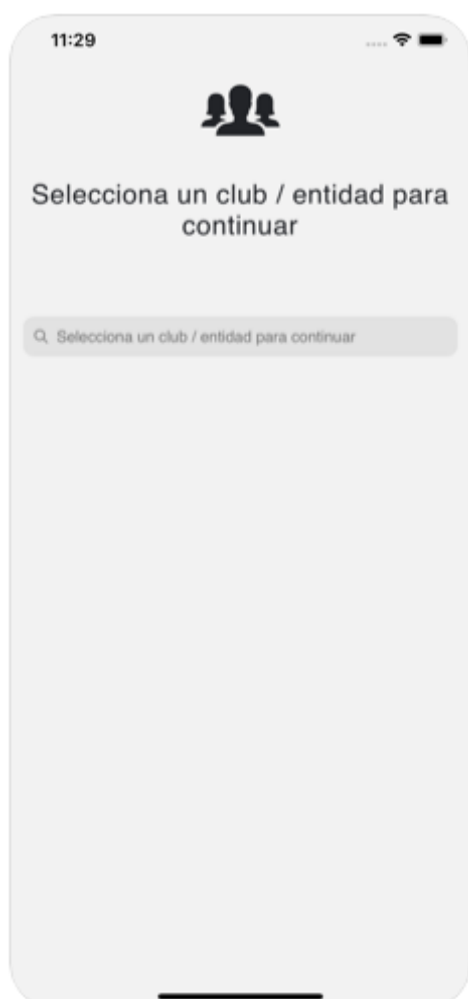 11:29
Selecciona un club / entidad para
continuar
Selecciona un club / entidad para continuar